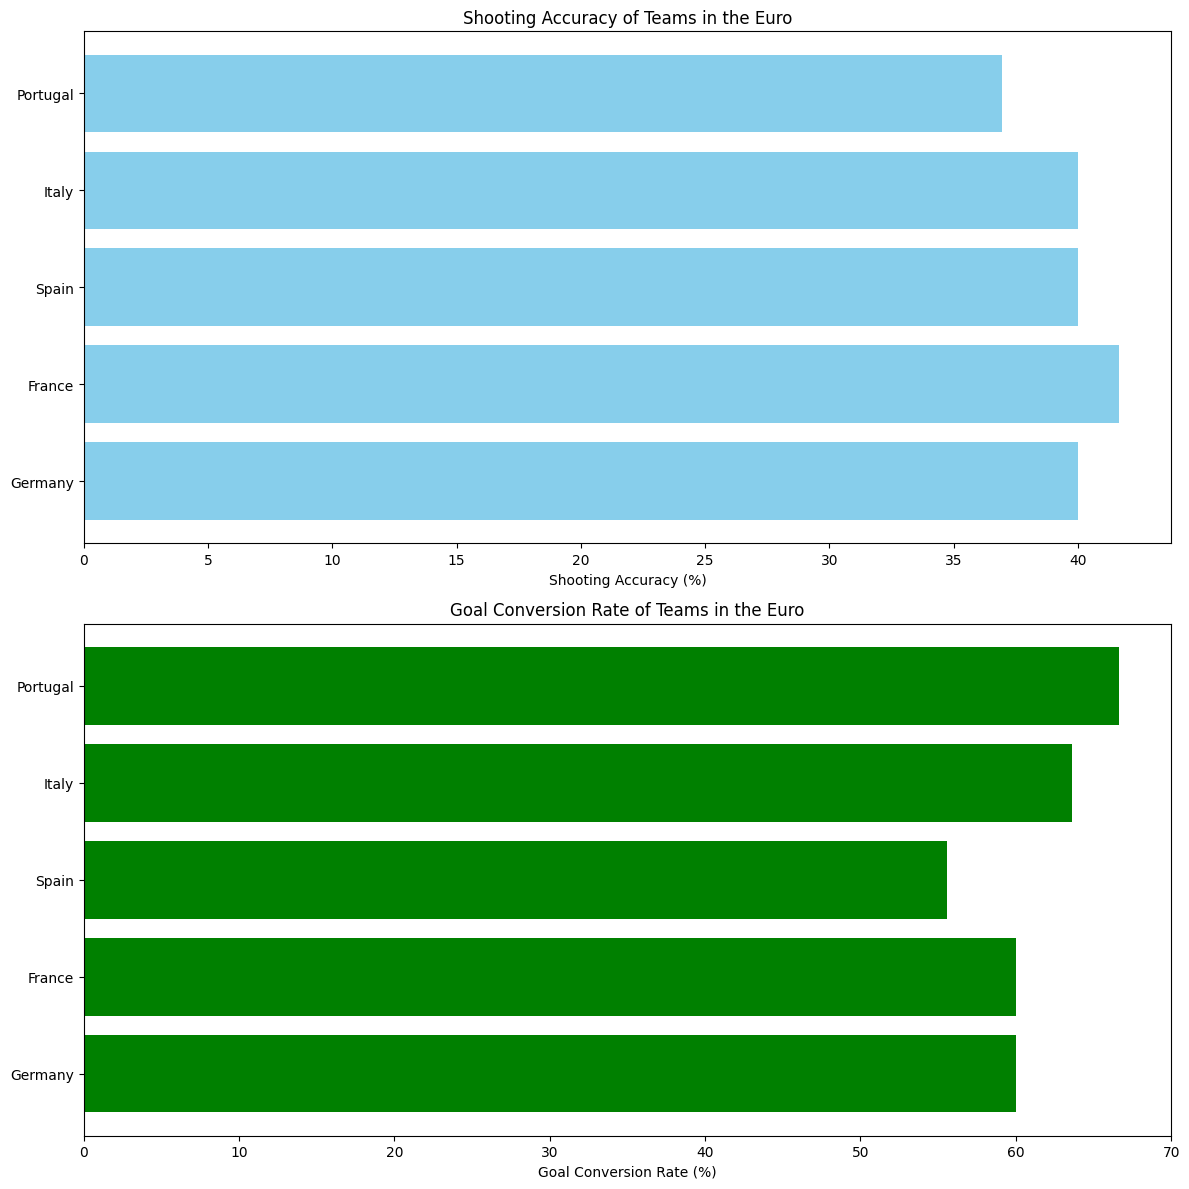 Shooting Accuracy of Teams in the Euro
Portugal
Italy
Spain
France
Germany
0 5 10 15 20 25 30 35 40
Shooting Accuracy (%)
Goal Conversion Rate of Teams in the Euro
Portugal
Italy
Spain
France
Germany
0 10 20 30 40 50 60 70
Goal Conversion Rate (%)